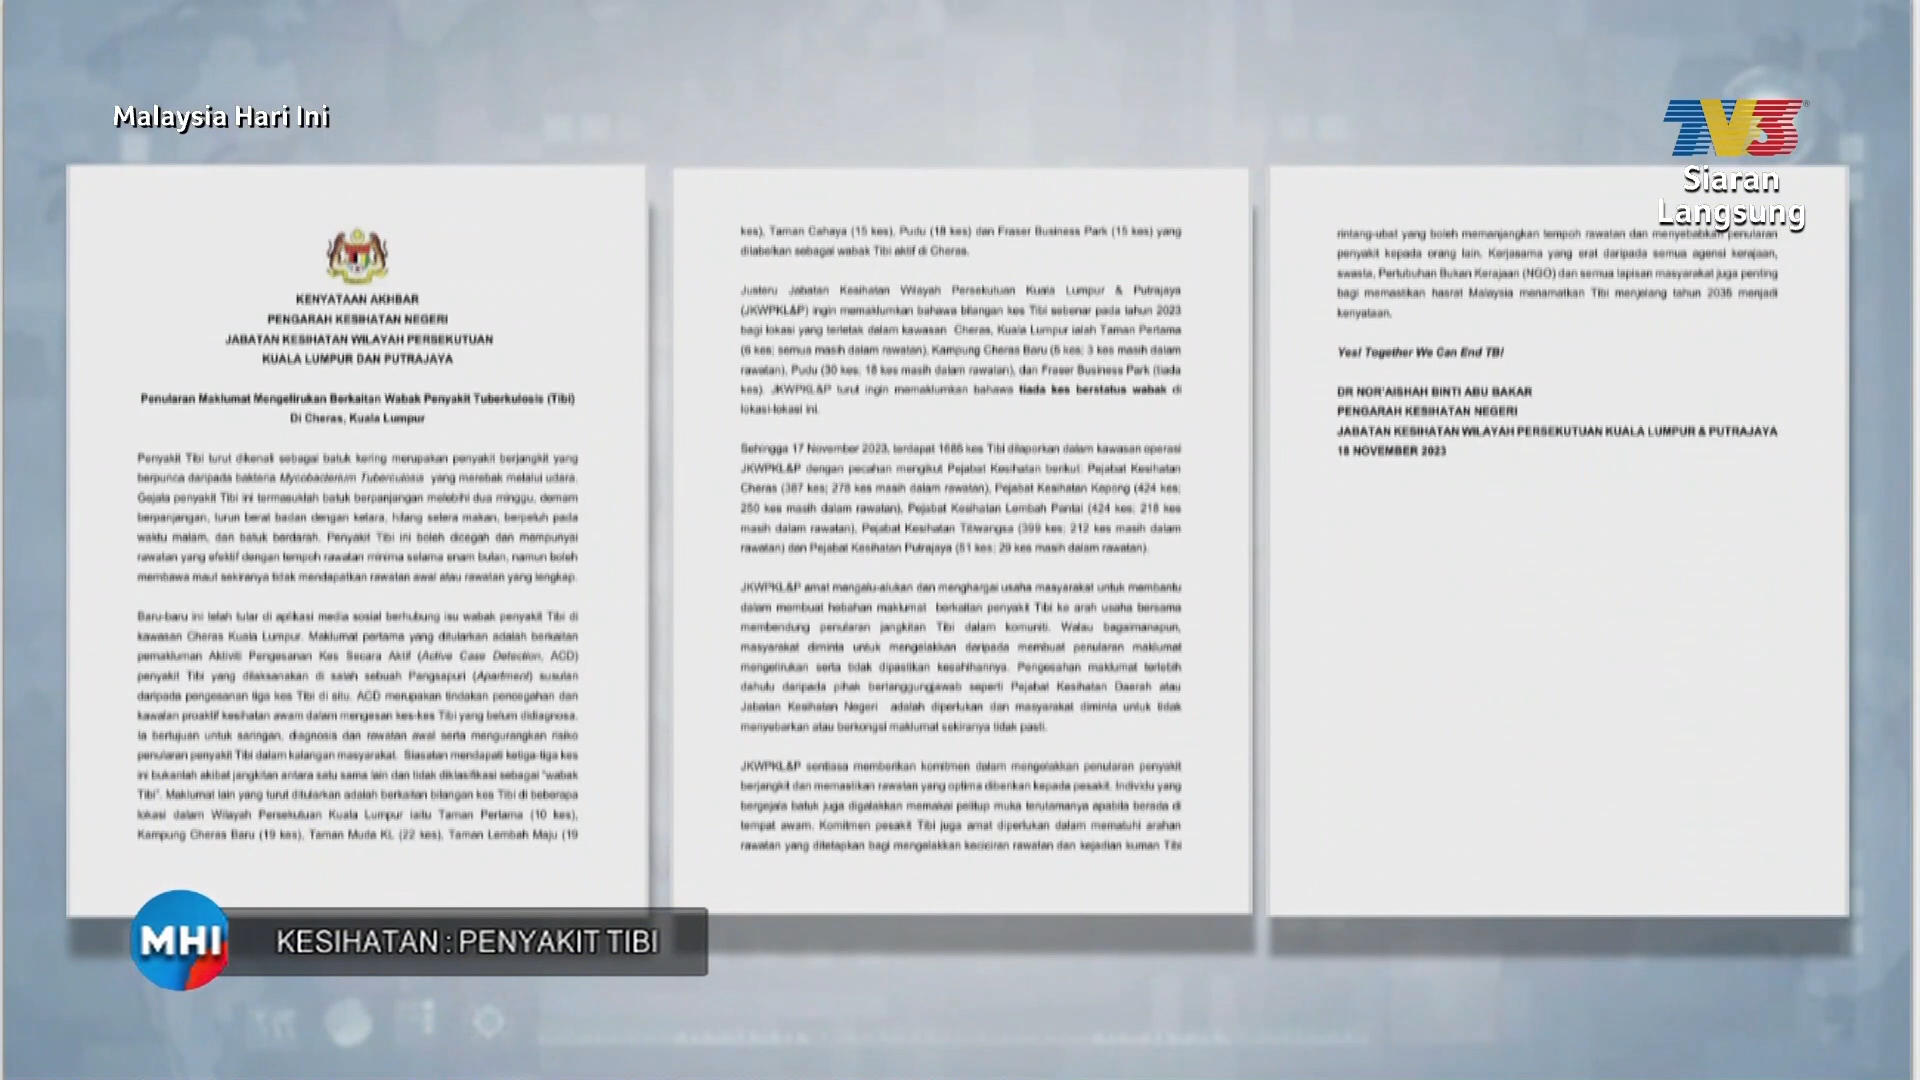 Malaysia Hari Ini
TV3
Siaran
Langsung
KENYATAAN AKHBAR
PENGARAH KESIHATAN NEGERI
JABATAN KESIHATAN WILAYAH PERSEKUTUAN
KUALA LUMPUR DAN PUTRAJAYA
Penularan Maklumat Mengelirukan Berkaitan Wabak Penyakit Tuberkulosis (Tibi)
Di Cheras, Kuala Lumpur
Penyakit Tibi turut dikenali sebagai batuk kering merupakan penyakit berjangkit yang
berpunca daripada bakteria Mycobacterium Tuberculosis yang merebak melalui udara.
Gejala penyakit Tibi ini termasuklah batuk berpanjangan melebihi dua minggu, demam
berpanjangan, turun berat badan dengan ketara, hilang selera makan, berpeluh pada
waktu malam, dan batuk berdarah. Penyakit Tibi ini boleh dicegah dan mempunyai
rawatan yang efektif dengan tempoh rawatan minima selama enam bulan, namun boleh
membawa maut sekiranya tidak mendapatkan rawatan awal atau rawatan yang lengkap.
Baru-baru ini telah tular di aplikasi media sosial berhubung isu wabak penyakit Tibi di
kawasan Cheras Kuala Lumpur. Maklumat pertama yang ditularkan adalah berkaitan
pemakluman Aktiviti Pengesanan Kes Secara Aktif (Active Case Detection, ACD)
penyakit Tibi yang dilaksanakan di salah sebuah Pangsapuri (Apartment) susulan
daripada pengesanan tiga kes Tibi di situ. ACD merupakan tindakan pencegahan dan
kawalan proaktif kesihatan awam dalam mengesan kes-kes Tibi yang belum didiagnosa.
Ia bertujuan untuk saringan, diagnosis dan rawatan awal serta mengurangkan risiko
penularan penyakit Tibi dalam kalangan masyarakat. Siasatan mendapati ketiga-tiga kes
ini bukanlah akibat jangkitan antara satu sama lain dan tidak diklasifikasi sebagai "wabak
Tibi". Maklumat lain yang turut ditularkan adalah berkaitan bilangan kes Tibi di beberapa
lokasi dalam Wilayah Persekutuan Kuala Lumpur iaitu Taman Pertama (10 kes),
Kampung Cheras Baru (19 kes), Taman Muda KL (22 kes), Taman Lembah Maju (19
kes), Taman Cahaya (15 kes), Pudu (18 kes) dan Fraser Business Park (15 kes) yang
dilabelkan sebagai wabak Tibi aktif di Cheras.
Justeru Jabatan Kesihatan Wilayah Persekutuan Kuala Lumpur & Putrajaya
(JKWPKL&P) ingin memaklumkan bahawa bilangan kes Tibi sebenar pada tahun 2023
bagi lokasi yang terletak dalam kawasan Cheras, Kuala Lumpur ialah Taman Pertama
(6 kes; semua masih dalam rawatan), Kampung Cheras Baru (5 kes; 3 kes masih dalam
rawatan), Pudu (30 kes; 18 kes masih dalam rawatan), dan Fraser Business Park (tiada
kes). JKWPKL&P turut ingin memaklumkan bahawa tiada kes berstatus wabak di
lokasi-lokasi ini.
Sehingga 17 November 2023, terdapat 1686 kes Tibi dilaporkan dalam kawasan operasi
JKWPKL&P dengan pecahan mengikut Pejabat Kesihatan berikut: Pejabat Kesihatan
Cheras (387 kes; 278 kes masih dalam rawatan), Pejabat Kesihatan Kepong (424 kes;
250 kes masih dalam rawatan), Pejabat Kesihatan Lembah Pantai (424 kes; 218 kes
masih dalam rawatan), Pejabat Kesihatan Titiwangsa (399 kes; 212 kes masih dalam
rawatan) dan Pejabat Kesihatan Putrajaya (51 kes; 29 kes masih dalam rawatan).
JKWPKL&P amat mengalu-alukan dan menghargai usaha masyarakat untuk membantu
dalam membuat hebahan maklumat berkaitan penyakit Tibi ke arah usaha bersama
membendung penularan jangkitan Tibi dalam komuniti. Walau bagaimanapun,
masyarakat diminta untuk mengelakkan daripada membuat penularan maklumat
mengelirukan serta tidak dipastikan kesahihannya. Pengesahan maklumat terlebih
dahulu daripada pihak bertanggungjawab seperti Pejabat Kesihatan Daerah atau
Jabatan Kesihatan Negeri adalah diperlukan dan masyarakat diminta untuk tidak
menyebarkan atau berkongsi maklumat sekiranya tidak pasti.
JKWPKL&P sentiasa memberikan komitmen dalam mengelakkan penularan penyakit
berjangkit dan memastikan rawatan yang optima diberikan kepada pesakit. Individu yang
bergejala batuk juga digalakkan memakai pelitup muka terutamanya apabila berada di
tempat awam. Komitmen pesakit Tibi juga amat diperlukan dalam mematuhi arahan
rawatan yang ditetapkan bagi mengelakkan keciciran rawatan dan kejadian kuman Tibi
rintang-ubat yang boleh memanjangkan tempoh rawatan dan menyebabkan penularan
penyakit kepada orang lain. Kerjasama yang erat daripada semua agensi kerajaan,
swasta, Pertubuhan Bukan Kerajaan (NGO) dan semua lapisan masyarakat juga penting
bagi memastikan hasrat Malaysia menamatkan Tibi menjelang tahun 2035 menjadi
kenyataan.
Yes! Together We Can End TB!
DR NOR'AISHAH BINTI ABU BAKAR
PENGARAH KESIHATAN NEGERI
JABATAN KESIHATAN WILAYAH PERSEKUTUAN KUALA LUMPUR & PUTRAJAYA
18 NOVEMBER 2023
MHI
KESIHATAN : PENYAKIT TIBI